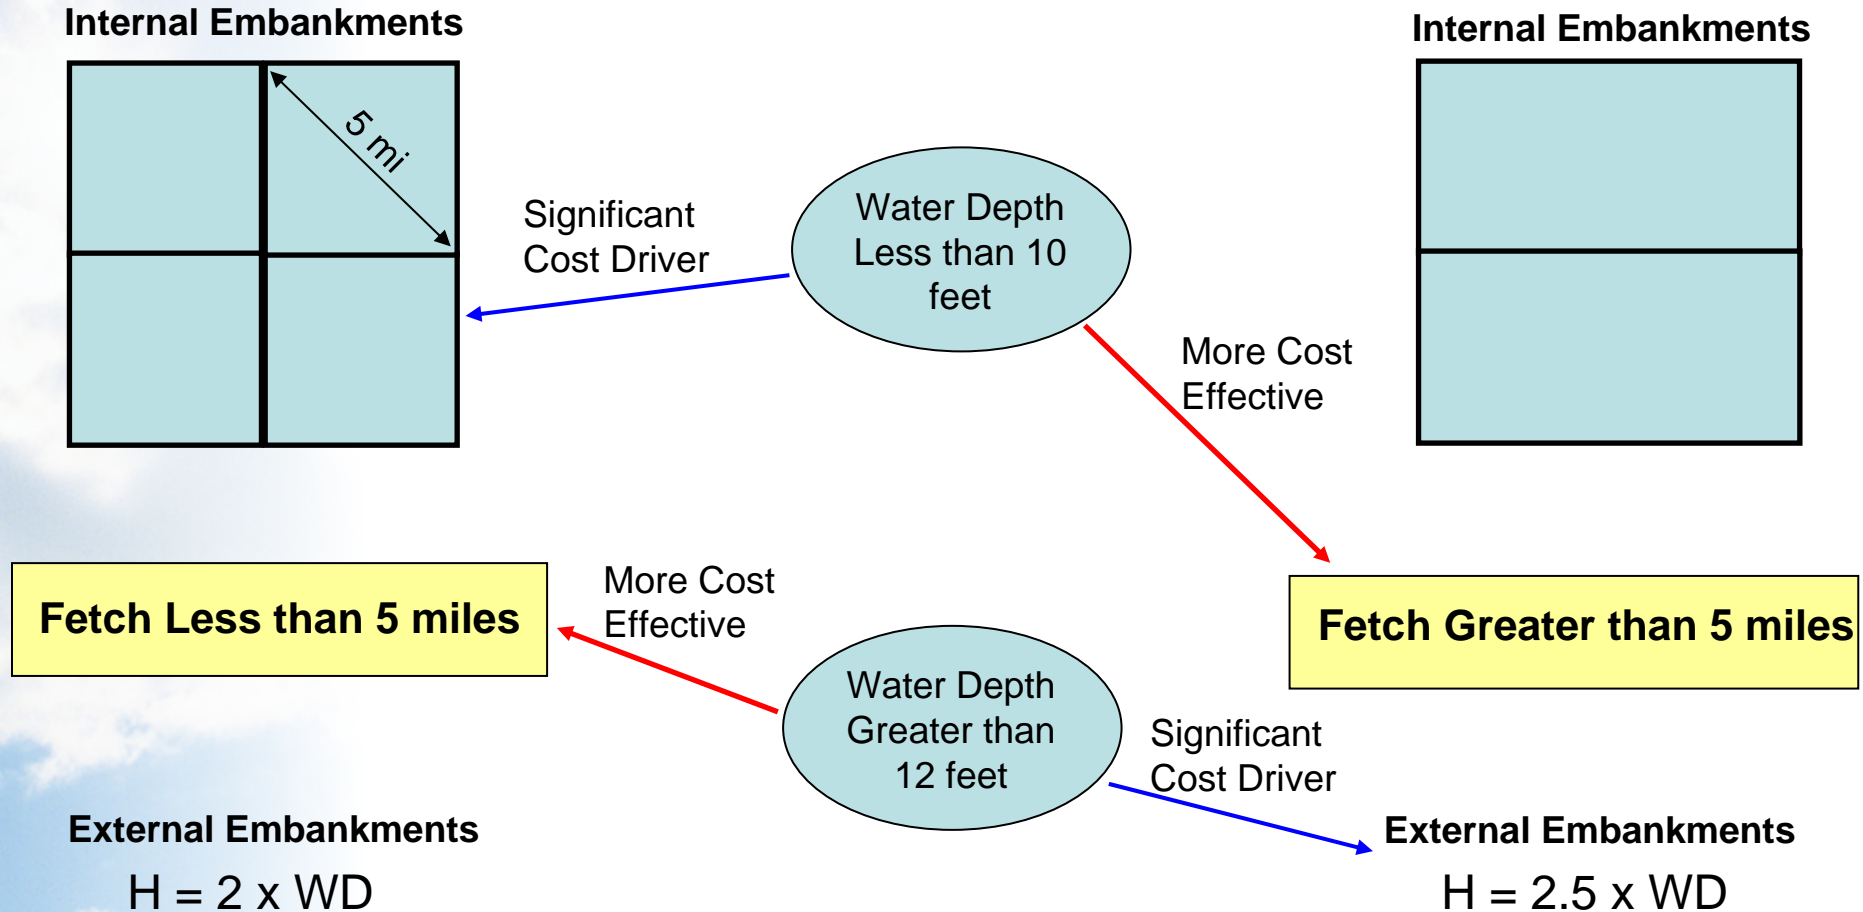 Internal Embankments
Internal Embankments
5 mi
Significant
Cost Driver
Water Depth
Less than 10
feet
More Cost
Effective
Fetch Less than 5 miles
More Cost
Effective
Fetch Greater than 5 miles
Water Depth
Greater than
12 feet
Significant
Cost Driver
External Embankments
H = 2 x WD
External Embankments
H = 2.5 x WD